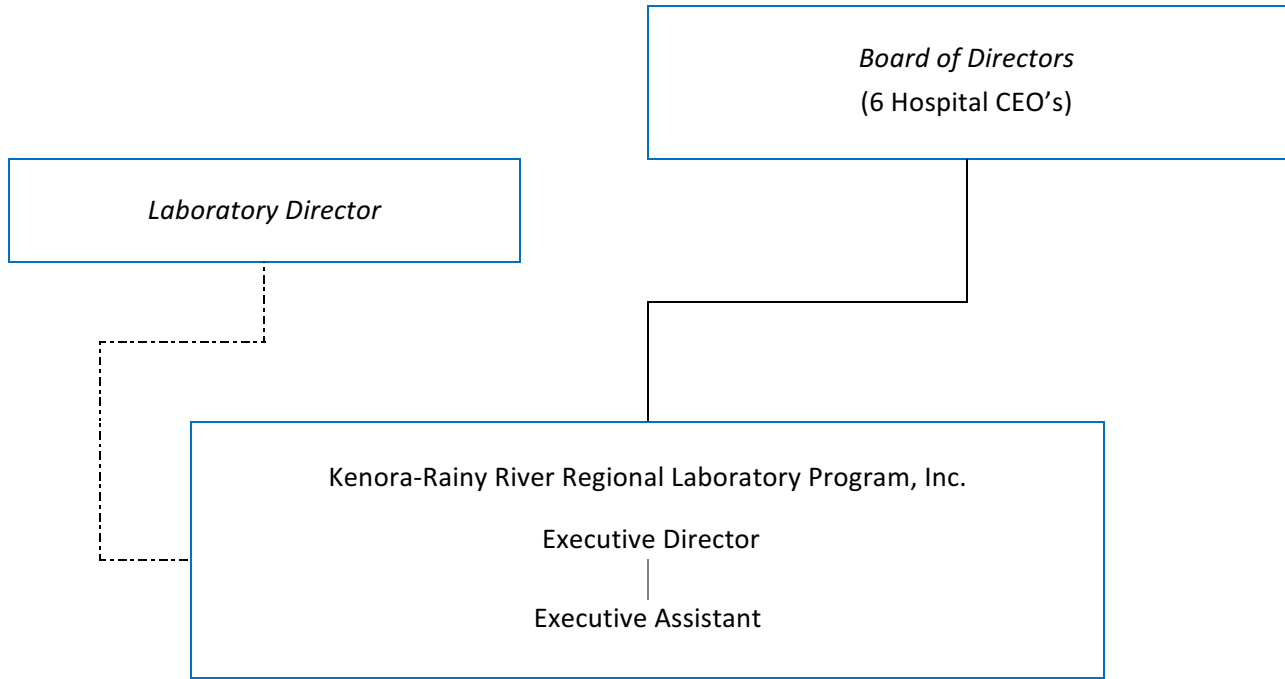 Board of Directors
(6 Hospital CEO’s)
Laboratory Director
Kenora-Rainy River Regional Laboratory Program, Inc.
Executive Director
Executive Assistant